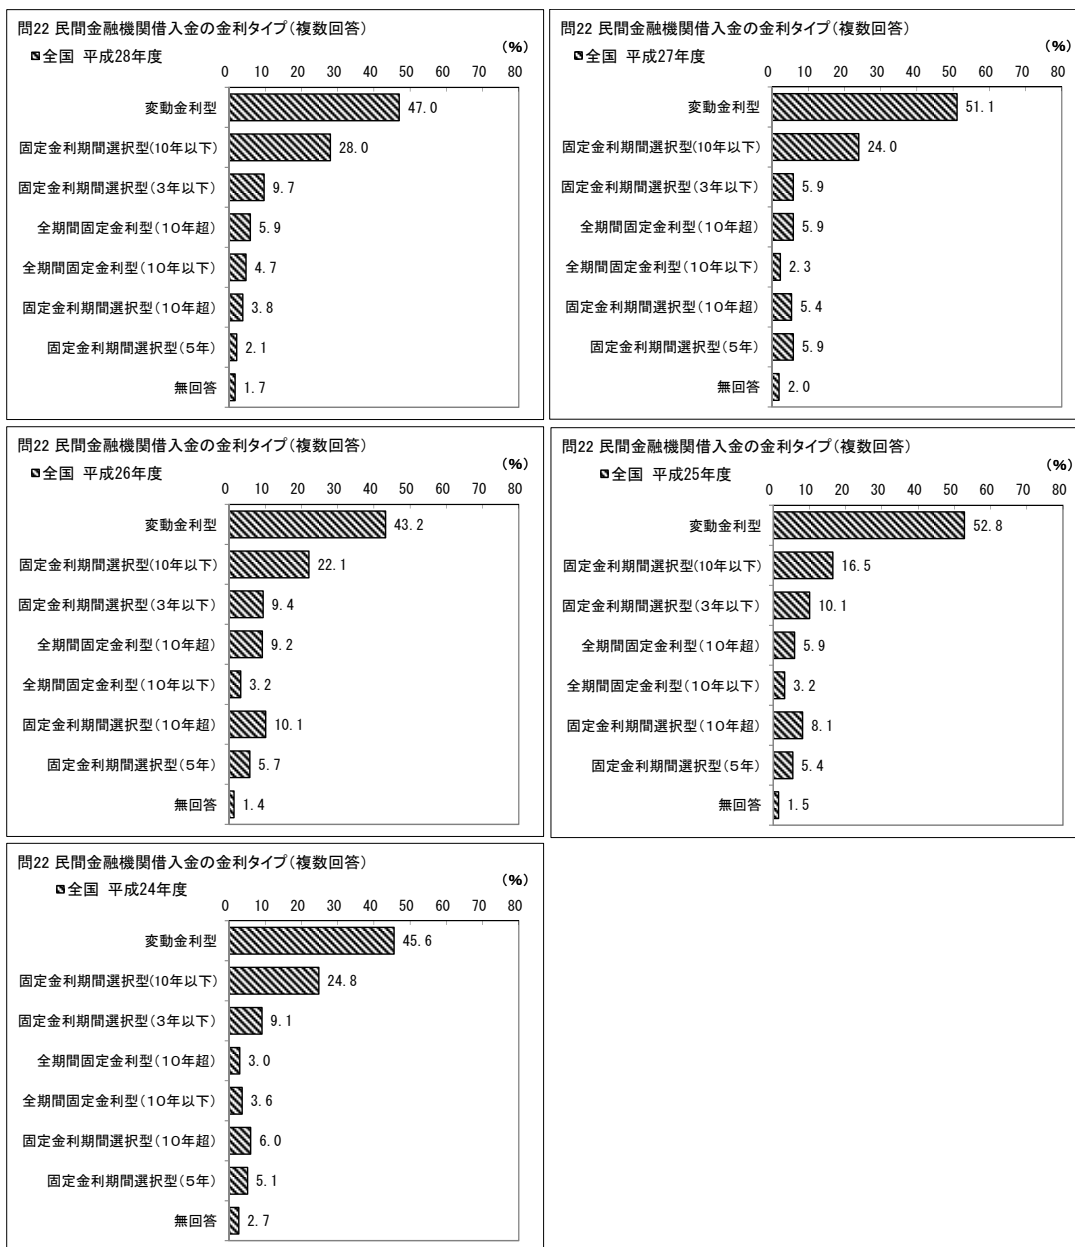 問22 民間金融機関借入金の金利タイプ(複数回答)
(%)
全国 平成28年度
0 10 20 30 40 50 60 70 80
変動金利型 47.0
固定金利期間選択型(10年以下) 28.0
固定金利期間選択型(3年以下) 9.7
全期間固定金利型(10年超) 5.9
全期間固定金利型(10年以下) 4.7
固定金利期間選択型(10年超) 3.8
固定金利期間選択型(5年) 2.1
無回答 1.7
問22 民間金融機関借入金の金利タイプ(複数回答)
(%)
全国 平成27年度
0 10 20 30 40 50 60 70 80
変動金利型 51.1
固定金利期間選択型(10年以下) 24.0
固定金利期間選択型(3年以下) 5.9
全期間固定金利型(10年超) 5.9
全期間固定金利型(10年以下) 2.3
固定金利期間選択型(10年超) 5.4
固定金利期間選択型(5年) 5.9
無回答 2.0
問22 民間金融機関借入金の金利タイプ(複数回答)
(%)
全国 平成26年度
0 10 20 30 40 50 60 70 80
変動金利型 43.2
固定金利期間選択型(10年以下) 22.1
固定金利期間選択型(3年以下) 9.4
全期間固定金利型(10年超) 9.2
全期間固定金利型(10年以下) 3.2
固定金利期間選択型(10年超) 10.1
固定金利期間選択型(5年) 5.7
無回答 1.4
問22 民間金融機関借入金の金利タイプ(複数回答)
(%)
全国 平成25年度
0 10 20 30 40 50 60 70 80
変動金利型 52.8
固定金利期間選択型(10年以下) 16.5
固定金利期間選択型(3年以下) 10.1
全期間固定金利型(10年超) 5.9
全期間固定金利型(10年以下) 3.2
固定金利期間選択型(10年超) 8.1
固定金利期間選択型(5年) 5.4
無回答 1.5
問22 民間金融機関借入金の金利タイプ(複数回答)
(%)
全国 平成24年度
0 10 20 30 40 50 60 70 80
変動金利型 45.6
固定金利期間選択型(10年以下) 24.8
固定金利期間選択型(3年以下) 9.1
全期間固定金利型(10年超) 3.0
全期間固定金利型(10年以下) 3.6
固定金利期間選択型(10年超) 6.0
固定金利期間選択型(5年) 5.1
無回答 2.7